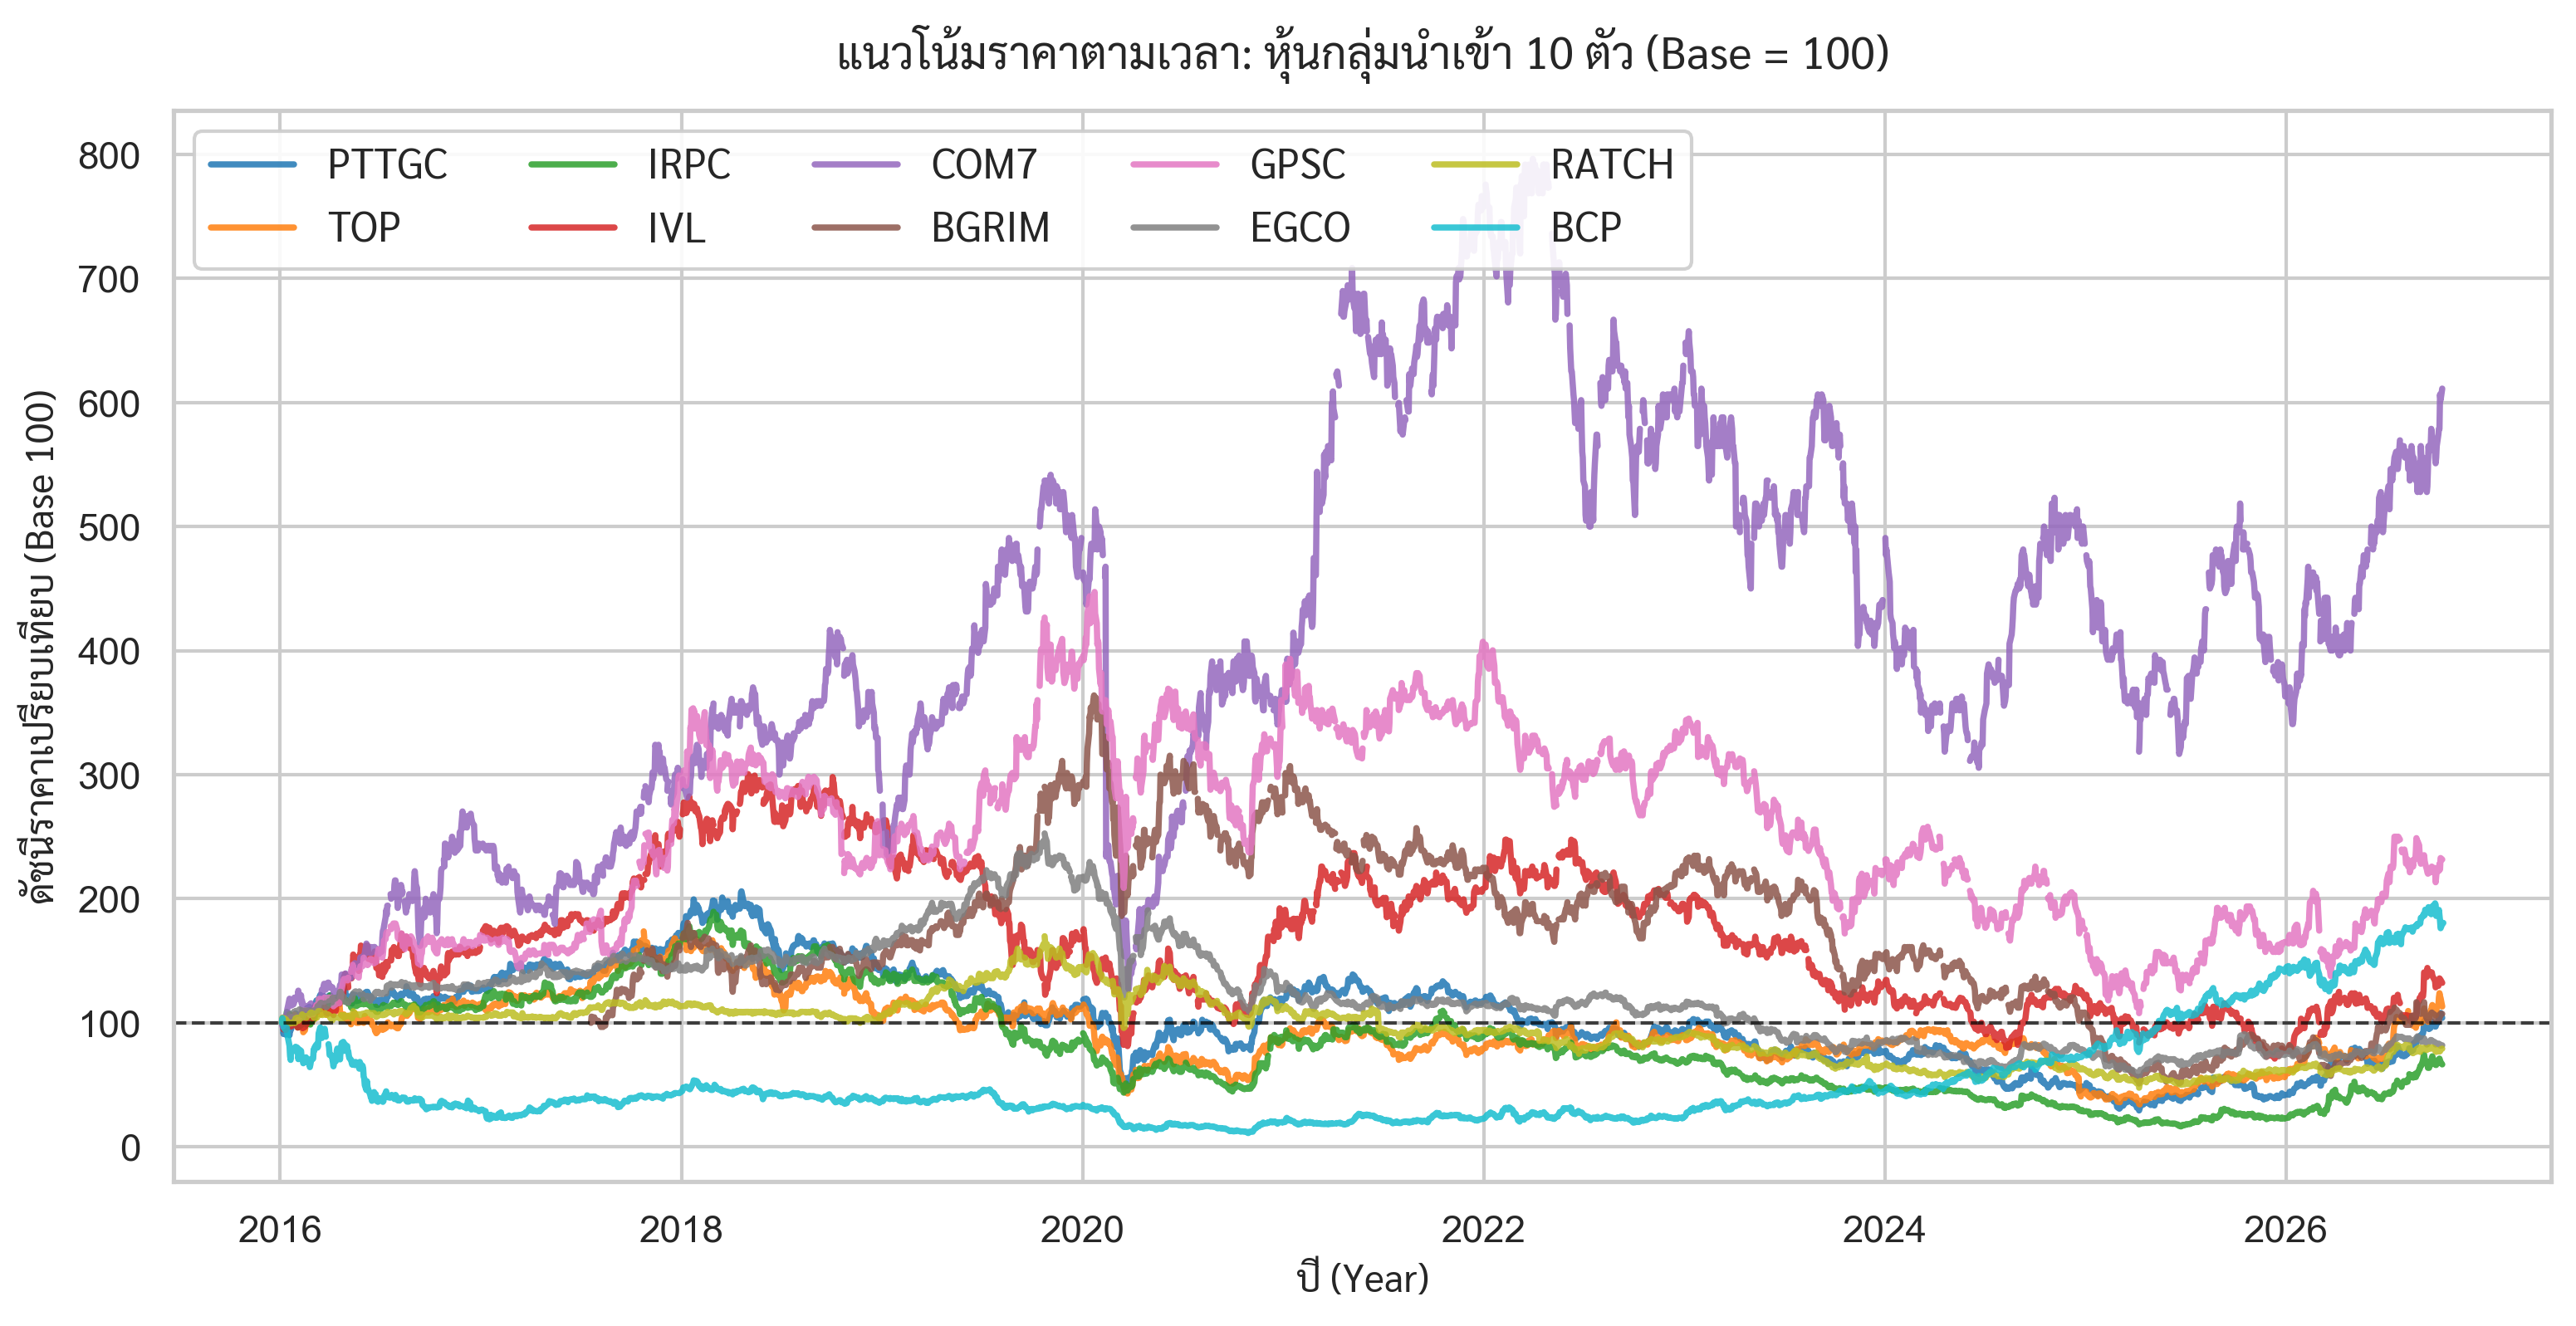 แนวโน้มราคาตามเวลา: หุ้นกลุ่มนำเข้า 10 ตัว (Base = 100)
PTTGC IRPC COM7 GPSC RATCH
TOP IVL BGRIM EGCO BCP
ดัชนีราคาเปรียบเทียบ (Base 100)
800
700
600
500
400
300
200
100
0
2016 2018 2020 2022 2024 2026
ปี (Year)